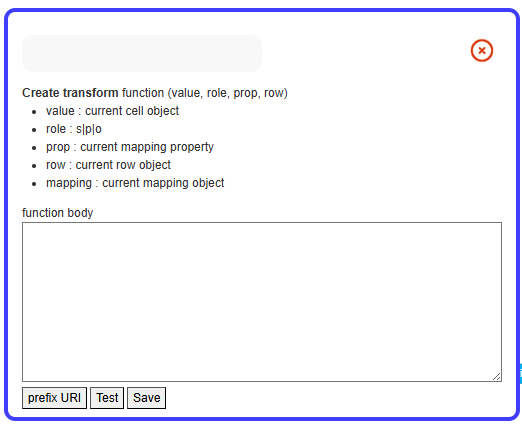 Create transform function (value, role, prop, row)
value : current cell object
role : s|p|o
prop : current mapping property
row : current row object
mapping : current mapping object
function body
prefix URI Test Save